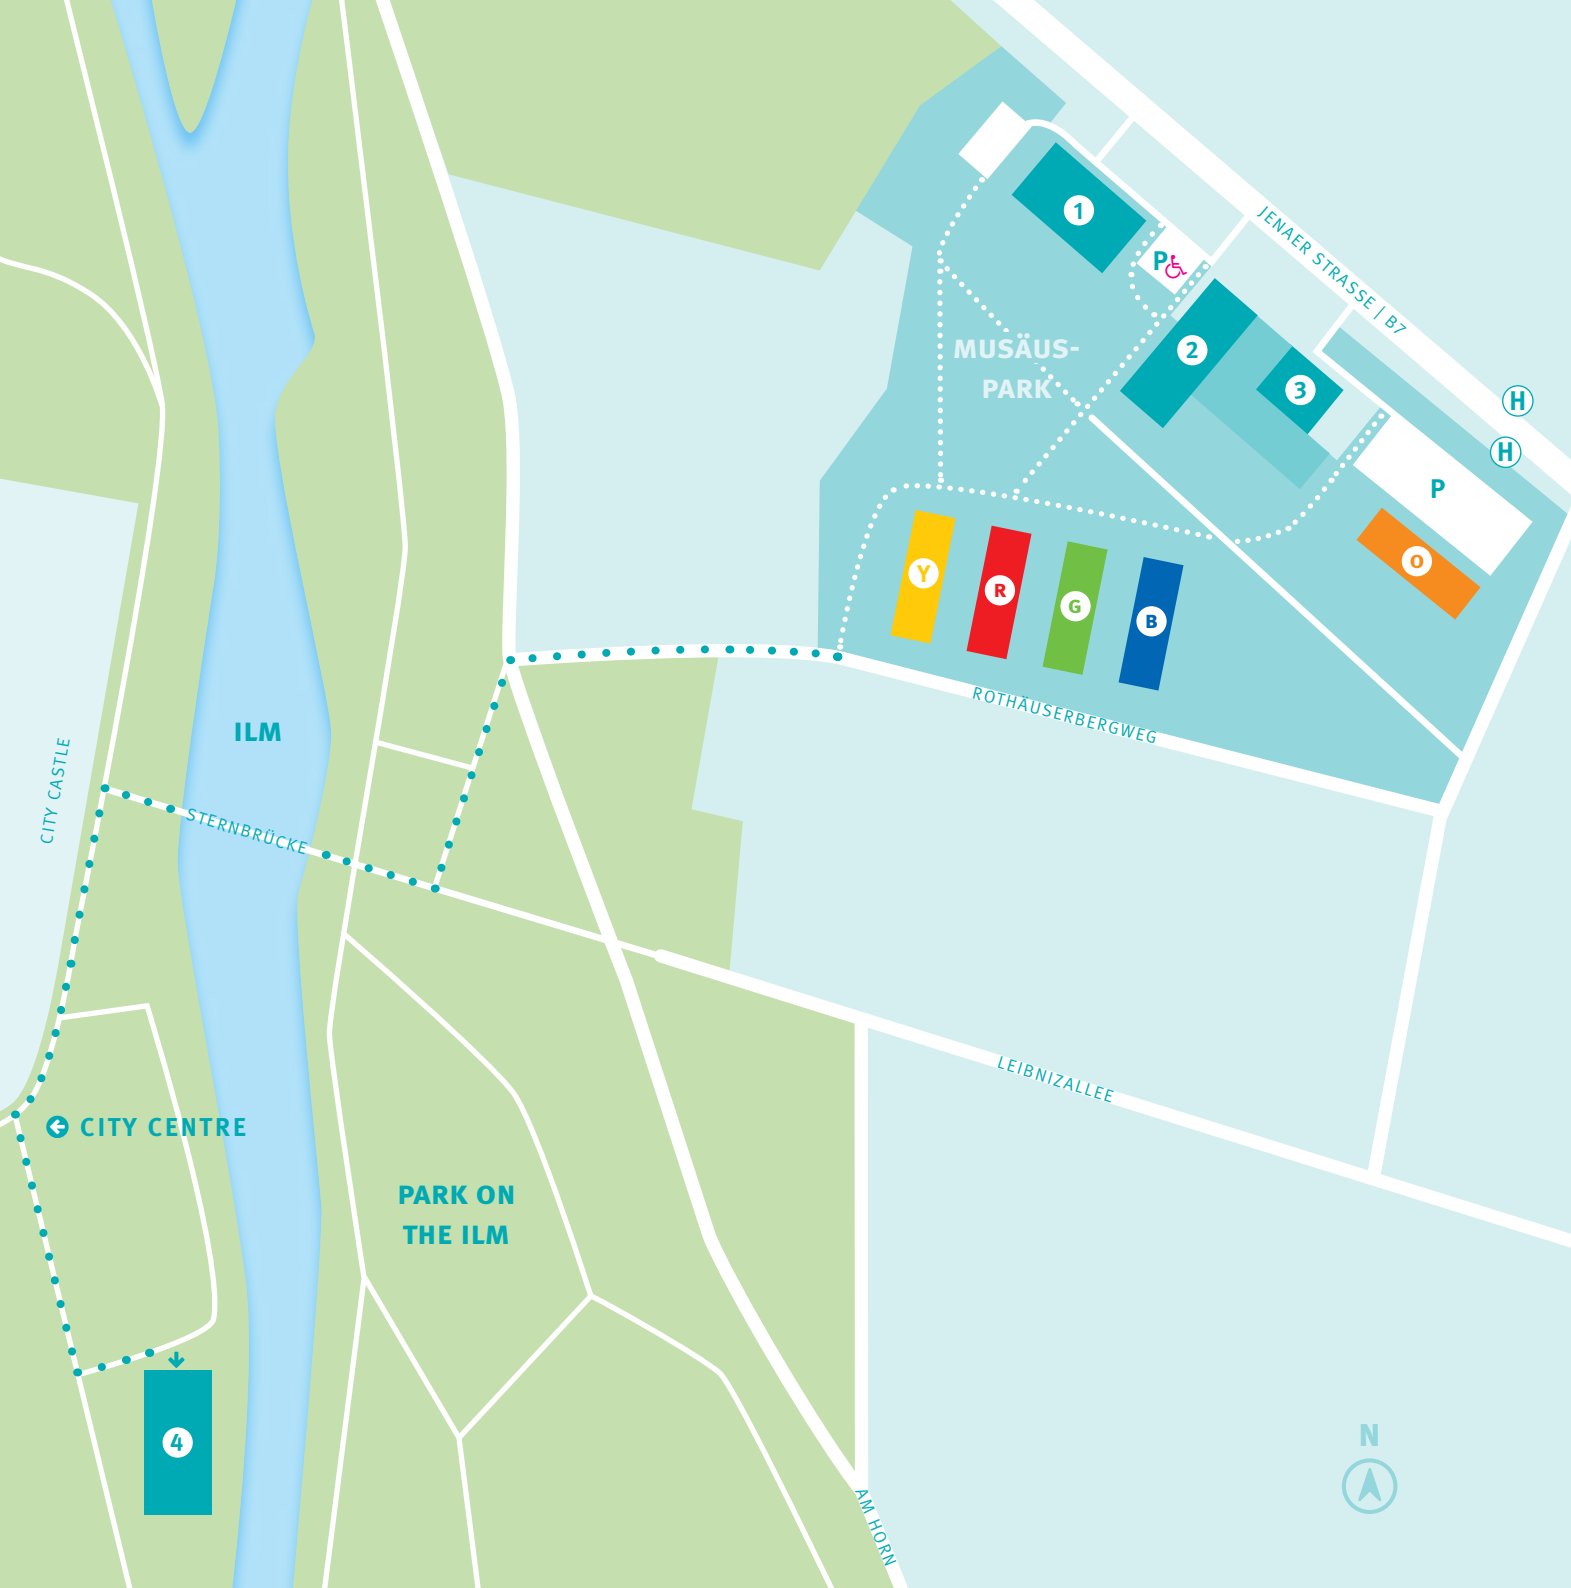 1
P
JENAER STRASSE | B7
MUSÄUS-
PARK
2
3
H
H
P
O
Y
R
G
B
ROTHÄUSERBERGWEG
ILM
CITY CASTLE
STERNBRÜCKE
LEIBNIZALLEE
CITY CENTRE
PARK ON
THE ILM
4
N
AM HORN